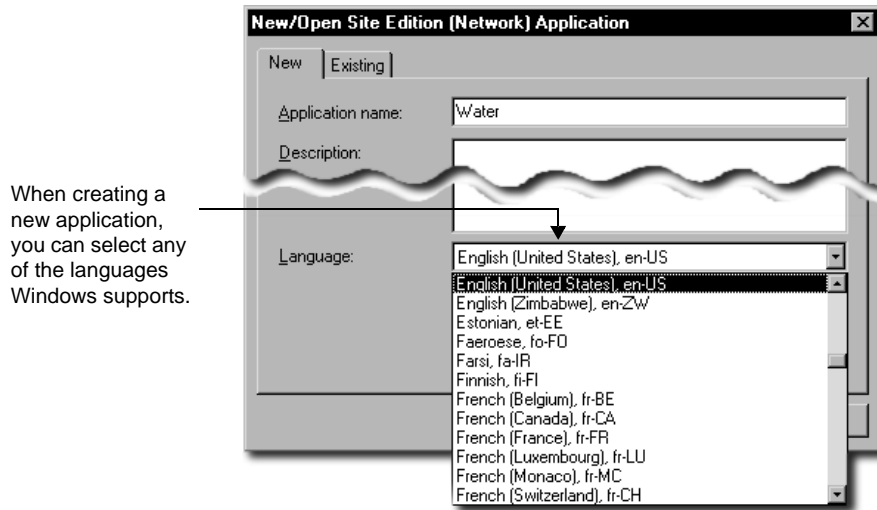 New/Open Site Edition (Network) Application
New
Existing
Application name:
Water
Description:
When creating a
new application,
you can select any
of the languages
Windows supports.
Language:
English (United States), en-US
English (United States), en-US
English (Zimbabwe), en-ZW
Estonian, et-EE
Faeroese, fo-FO
Farsi, fa-IR
Finnish, fi-FI
French (Belgium), fr-BE
French (Canada), fr-CA
French (France), fr-FR
French (Luxembourg), fr-LU
French (Monaco), fr-MC
French (Switzerland), fr-CH